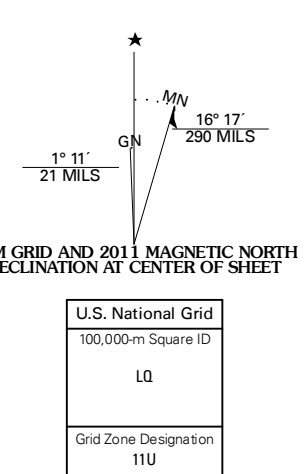 MN
GN
16° 17´
290 MILS
1° 11´
21 MILS
M GRID AND 2011 MAGNETIC NORTH
ECLINATION AT CENTER OF SHEET
U.S. National Grid
100,000-m Square ID
LQ
Grid Zone Designation
11U